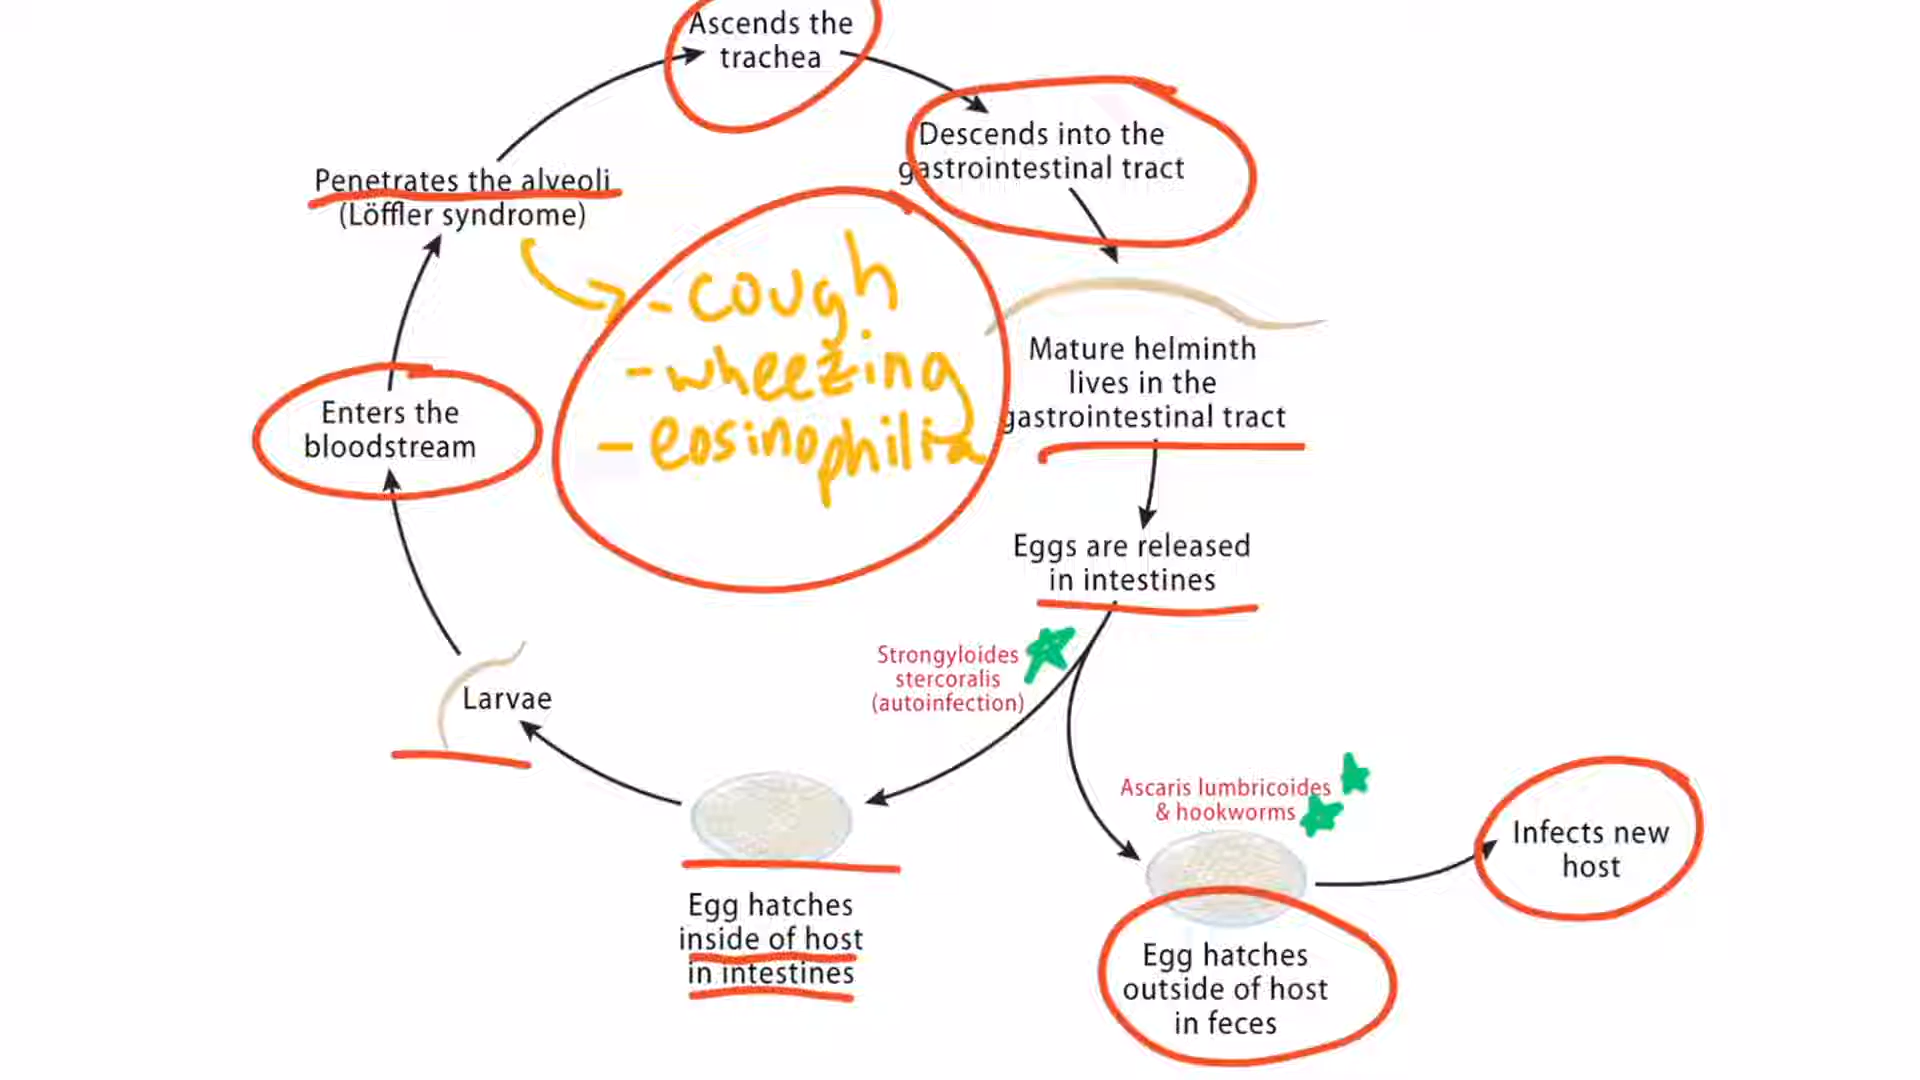 Ascends the
trachea
Descends into the
gastrointestinal tract
Penetrates the alveoli
(Löffler syndrome)
- cough
- wheezing
- eosinophilia
Mature helminth
lives in the
gastrointestinal tract
Enters the
bloodstream
Eggs are released
in intestines
Strongyloides
stercoralis
(autoinfection)
Larvae
Ascaris lumbricoides
& hookworms
Infects new
host
Egg hatches
inside of host
in intestines
Egg hatches
outside of host
in feces